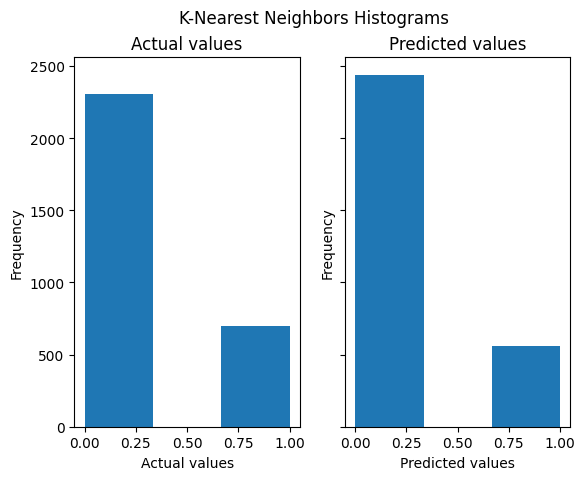 K-Nearest Neighbors Histograms
Actual values
Predicted values
2500
2000
1500
1000
500
0
Frequency
Frequency
0.00 0.25 0.50 0.75 1.00
0.00 0.25 0.50 0.75 1.00
Actual values
Predicted values